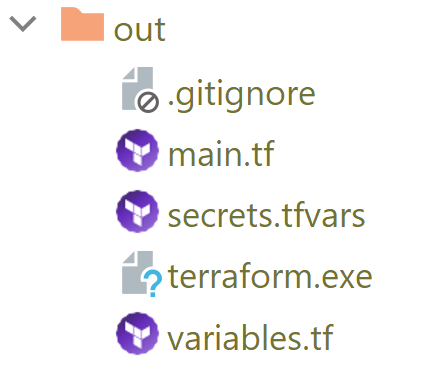 out
.gitignore
main.tf
secrets.tfvars
terraform.exe
variables.tf